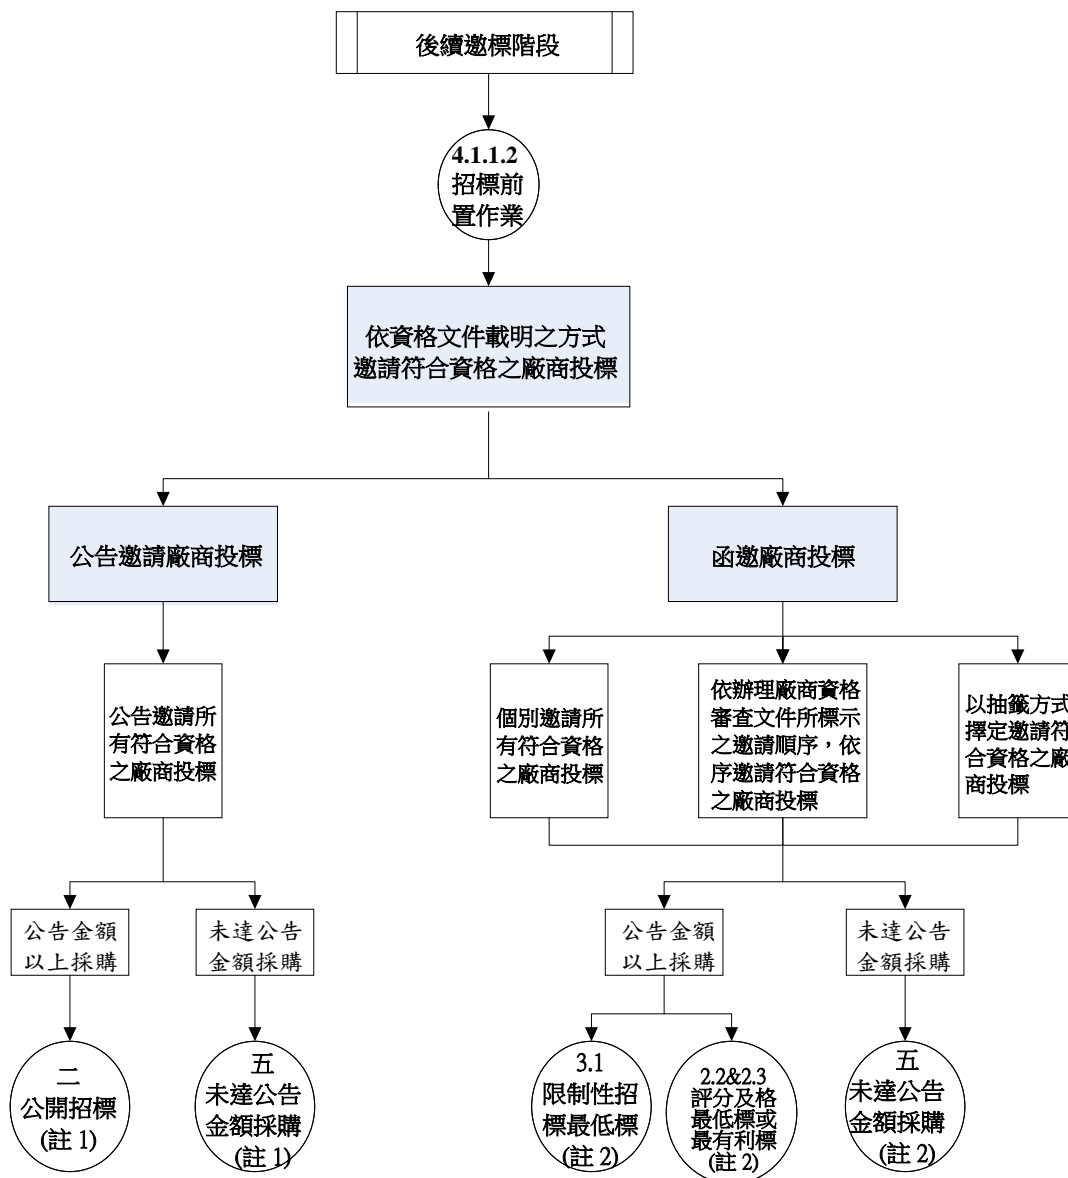 後續邀標階段
4.1.1.2
招標前
置作業
依資格文件載明之方式
邀請符合資格之廠商投標
公告邀請廠商投標
函邀廠商投標
公告邀請所
有符合資格
之廠商投標
個別邀請所
有符合資格
之廠商投標
依辦理廠商資格
審查文件所標示
之邀請順序，依
序邀請符合資格
之廠商投標
以抽籤方式
擇定邀請符
合資格之廠
商投標
公告金額
以上採購
未達公告
金額採購
公告金額
以上採購
未達公告
金額採購
二
公開招標
(註 1)
五
未達公告
金額採購
(註 1)
3.1
限制性招
標最低標
(註 2)
2.2&2.3
評分及格
最低標或
最有利標
(註 2)
五
未達公告
金額採購
(註 2)